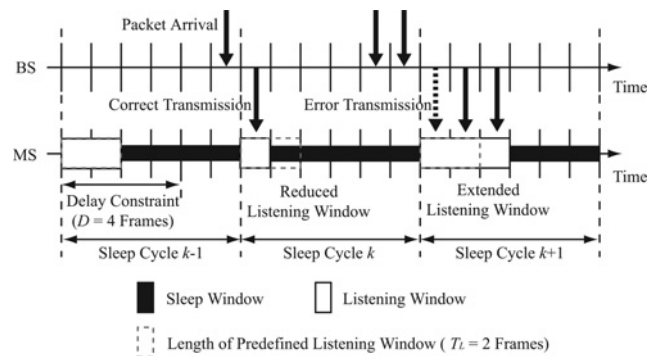 Packet Arrival
BS
Time
Correct Transmission
Error Transmission
MS
Time
Delay Constraint
(D = 4 Frames)
Reduced
Listening Window
Extended
Listening Window
Sleep Cycle k-1
Sleep Cycle k
Sleep Cycle k+1
Sleep Window
Listening Window
Length of Predefined Listening Window ( TL = 2 Frames)